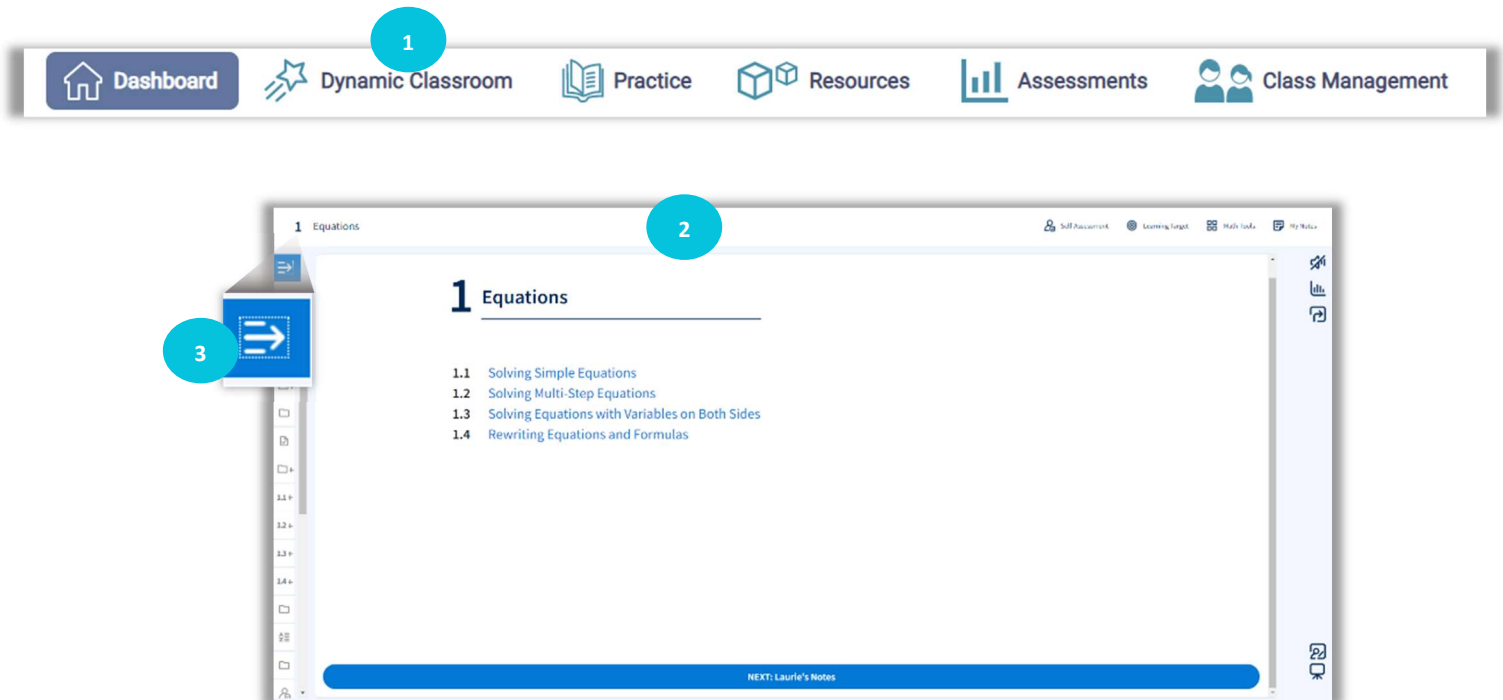 1
Dashboard Dynamic Classroom Practice Resources Assessments Class Management
1 Equations 2 Self Assessment Learning Target Math Tools My Notes
1 Equations
3
1.1 Solving Simple Equations
1.2 Solving Multi-Step Equations
1.3 Solving Equations with Variables on Both Sides
1.4 Rewriting Equations and Formulas
1.1
1.2
1.3
1.4
NEXT: Laurie's Notes